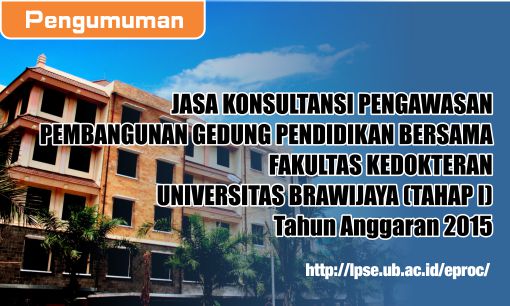 Pengumuman
JASA KONSULTANSI PENGAWASAN
PEMBANGUNAN GEDUNG PENDIDIKAN BERSAMA
FAKULTAS KEDOKTERAN
UNIVERSITAS BRAWIJAYA (TAHAP I)
Tahun Anggaran 2015
http://lpse.ub.ac.id/eproc/